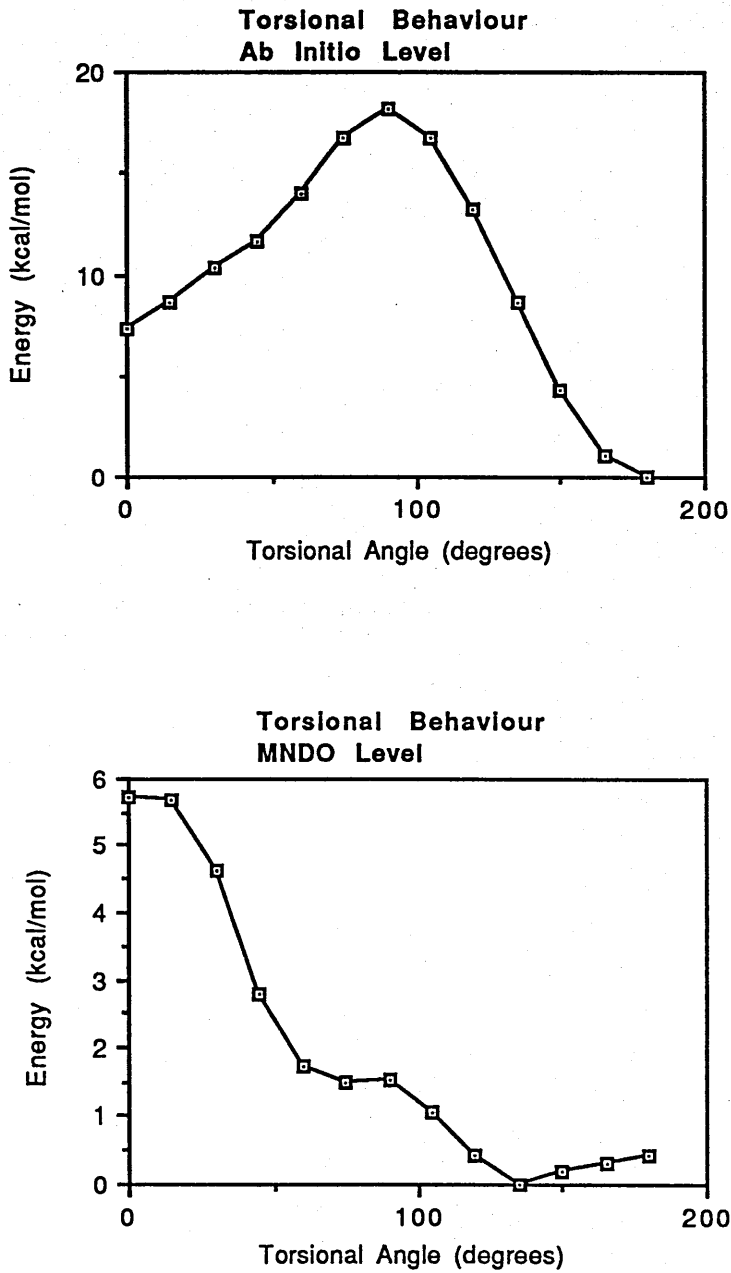 Torsional Behaviour
Ab Initio Level
20
10
0
Energy (kcal/mol)
0 100 200
Torsional Angle (degrees)
Torsional Behaviour
MNDO Level
6
5
4
3
2
1
0
Energy (kcal/mol)
0 100 200
Torsional Angle (degrees)